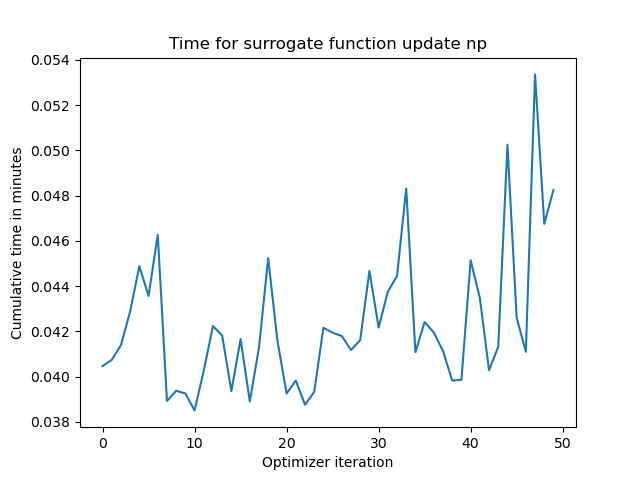 Time for surrogate function update np
Cumulative time in minutes
0.054
0.052
0.050
0.048
0.046
0.044
0.042
0.040
0.038
0 10 20 30 40 50
Optimizer iteration